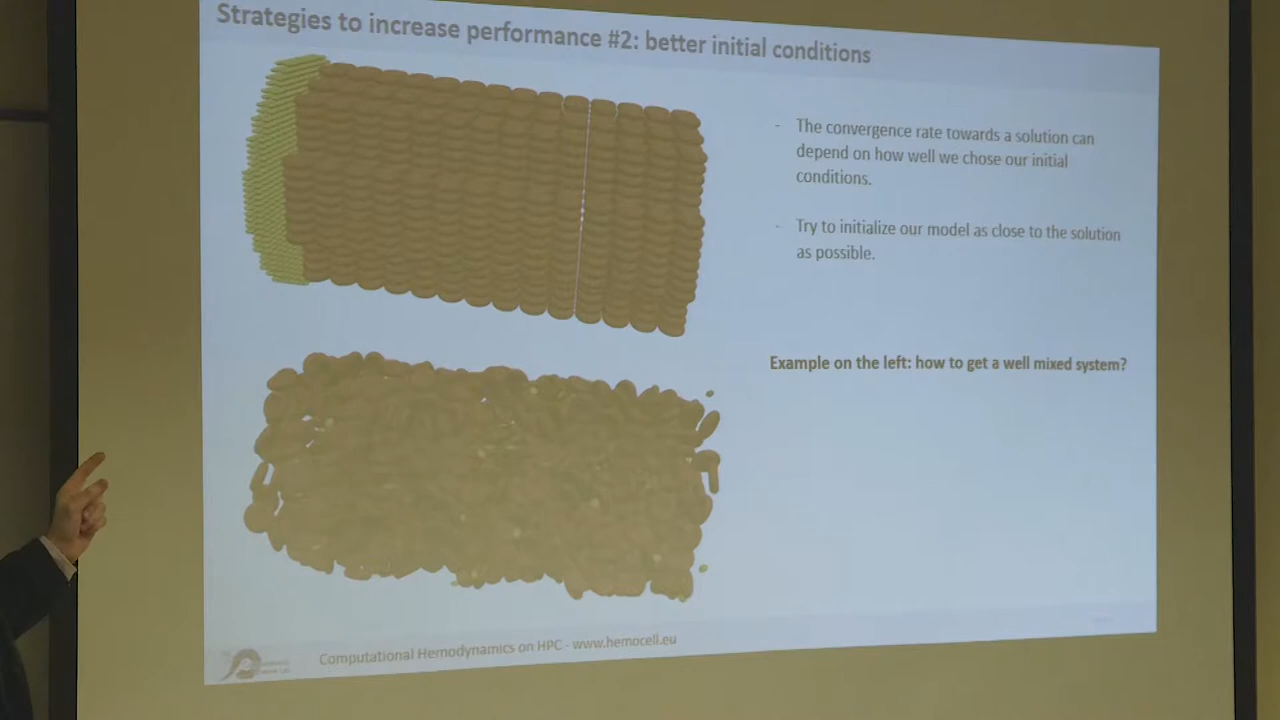 Strategies to increase performance #2: better initial conditions
- The convergence rate towards a solution can
depend on how well we chose our initial
conditions.
- Try to initialize our model as close to the solution
as possible.
Example on the left: how to get a well mixed system?
Computational Hemodynamics on HPC - www.hemocell.eu